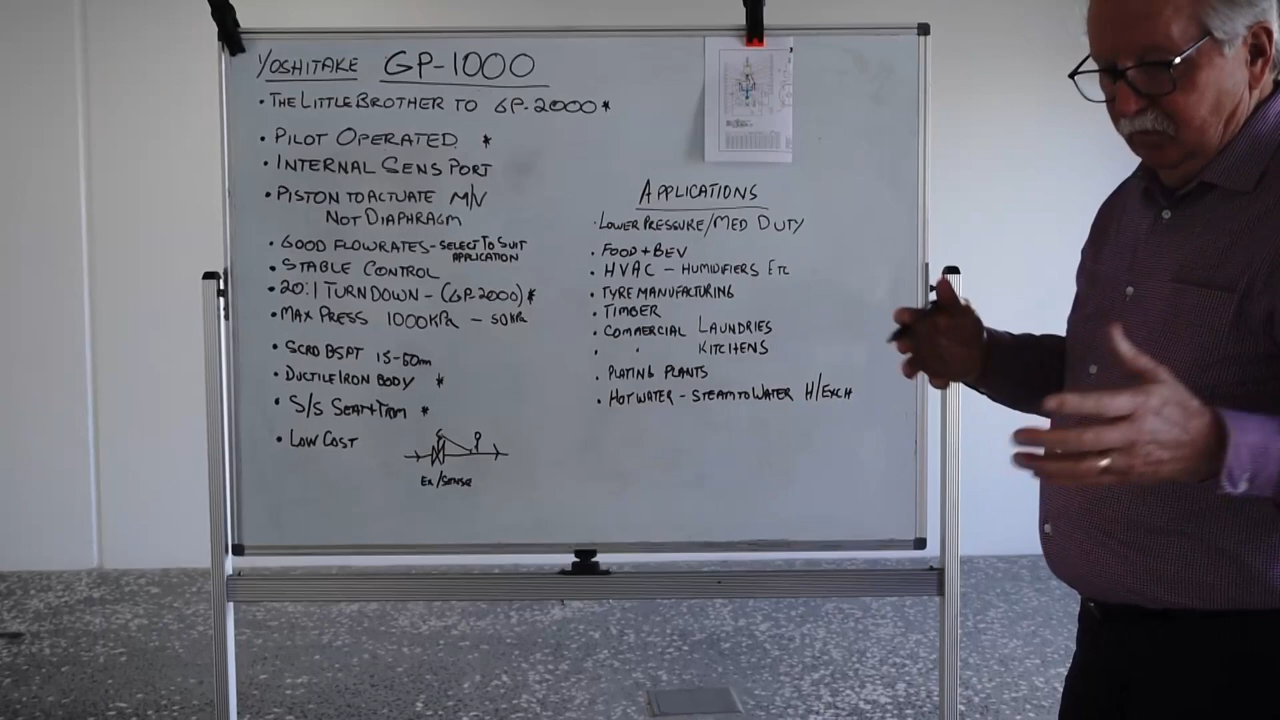 YOSHITAKE GP-1000
• THE LITTLE BROTHER TO GP-2000*
• PILOT OPERATED. *
• INTERNAL SENS PORT
• PISTON TO ACTUATE M/V
NOT DIAPHRAGM
• GOOD FLOWRATES - SELECT TO SUIT
APPLICATION
• STABLE CONTROL
• 20:1 TURN DOWN - (GP-2000)*
• MAX PRESS 1000KPa - 50KPa
• SCRD BSPT 15-50m
• DUCTILE IRON BODY *
• S/S SEAT+TRIM *
• LOW COST
EX/SENSE
APPLICATIONS
• LOWER PRESSURE/MED DUTY
• FOOD+BEV
• HVAC - HUMIDIFIERS ETC
• TYRE MANUFACTURING
• TIMBER
• COMMERCIAL LAUNDRIES
• " KITCHENS
• PLATING PLANTS
• HOT WATER - STEAM TO WATER H/EXCH